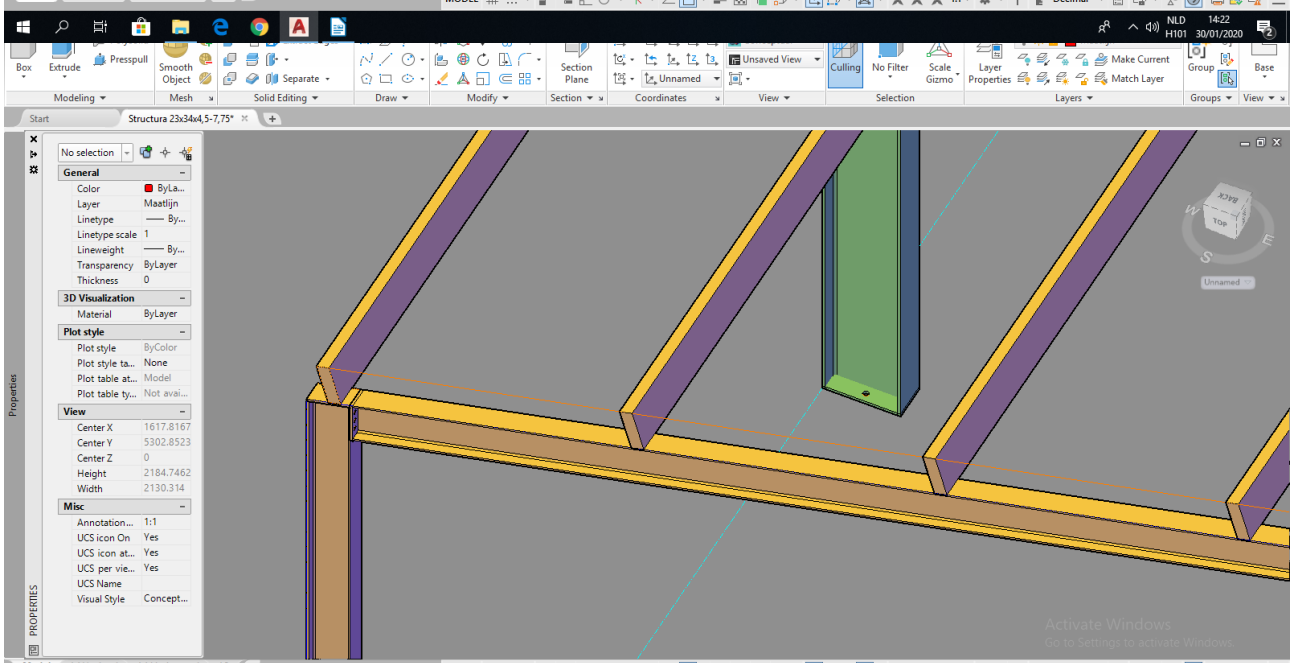 MODEL
Decimal
NLD
14:22
H101
30/01/2020
Box
Extrude
Presspull
Smooth
Object
Separate
Section
Plane
Unnamed
Unsaved View
Culling
No Filter
Scale
Gizmo
Layer
Properties
Make Current
Match Layer
Group
Base
Modeling
Mesh
Solid Editing
Draw
Modify
Section
Coordinates
View
Selection
Layers
Groups
View
Start
Structura 23x34x4,5-7,75*
No selection
General
Color ByLa...
Layer Maatlijn
Linetype By...
Linetype scale 1
Lineweight By...
Transparency ByLayer
Thickness 0
3D Visualization
Material ByLayer
Plot style
Plot style ByColor
Plot style ta... None
Plot table at... Model
Plot table ty... Not avai...
View
Center X 1617.8167
Center Y 5302.8523
Center Z 0
Height 2184.7462
Width 2130.314
Misc
Annotation... 1:1
UCS icon On Yes
UCS icon at... Yes
UCS per vie... Yes
UCS Name
Visual Style Concept...
Properties
PROPERTIES
BACK
TOP
W
S
E
Unnamed
Activate Windows
Go to Settings to activate Windows.